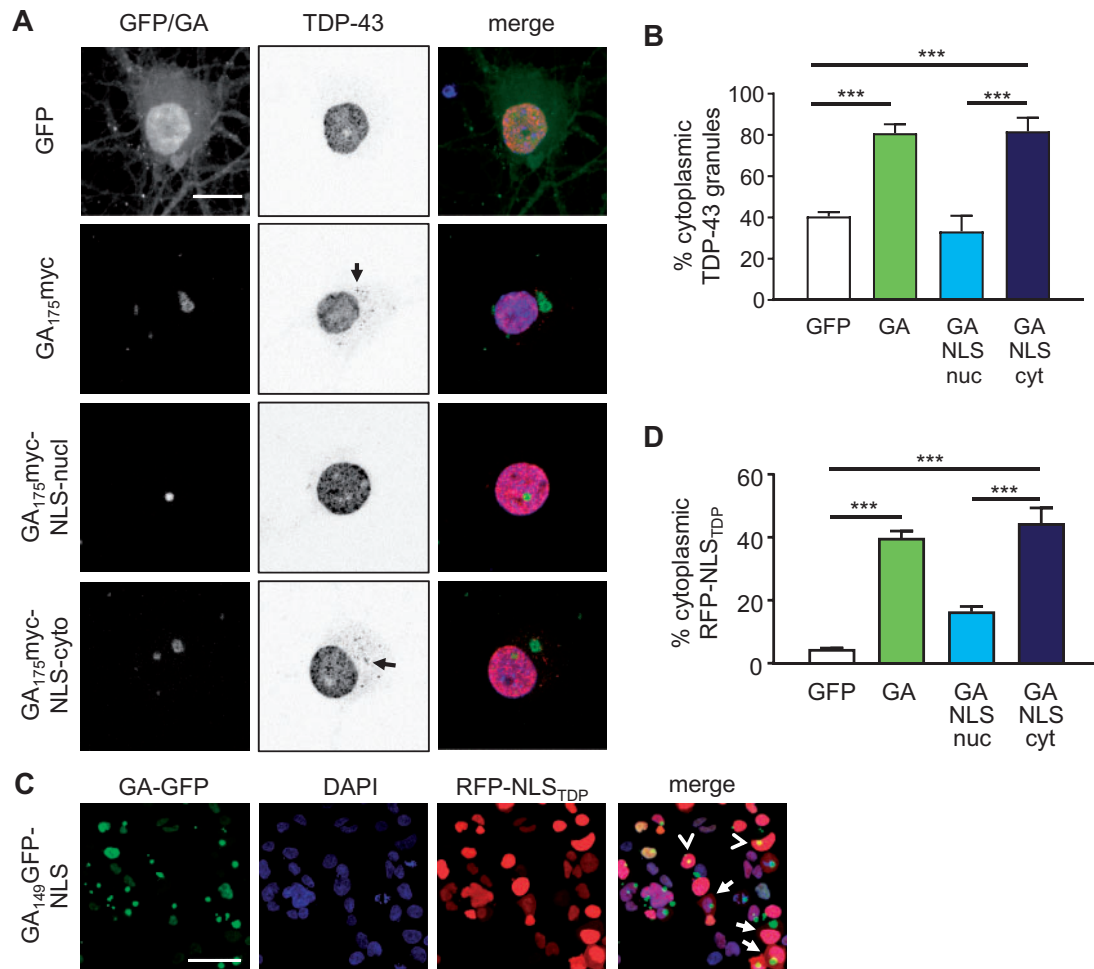 A
GFP/GA
TDP-43
merge
GFP
GA175myc
GA175myc-
NLS-nucl
GA175myc-
NLS-cyto
B
% cytoplasmic
TDP-43 granules
100
80
60
40
20
0
***
***
***
GFP
GA
GA
NLS
nuc
GA
NLS
cyt
D
% cytoplasmic
RFP-NLSTDP
60
40
20
0
***
***
***
GFP
GA
GA
NLS
nuc
GA
NLS
cyt
C
GA-GFP
DAPI
RFP-NLSTDP
merge
GA149GFP-
NLS